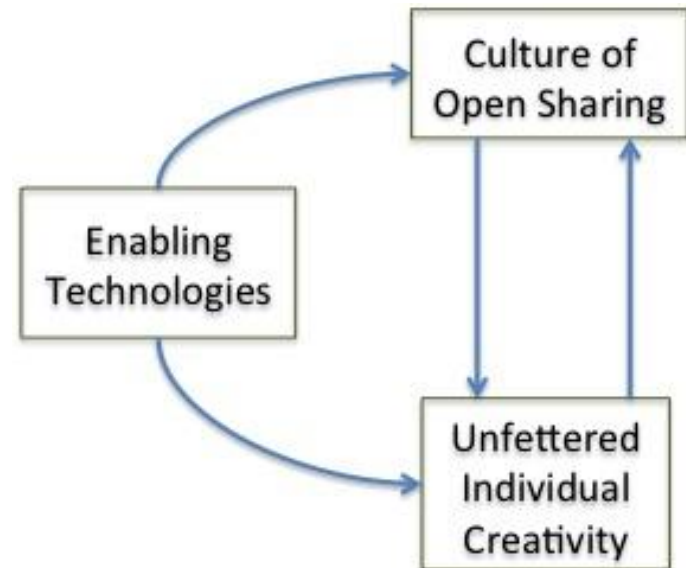 Culture of
Open Sharing
Enabling
Technologies
Unfettered
Individual
Creativity